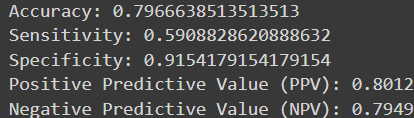 Accuracy: 0.7966638513513513
Sensitivity: 0.5908828620888632
Specificity: 0.9154179154179154
Positive Predictive Value (PPV): 0.8012
Negative Predictive Value (NPV): 0.7949